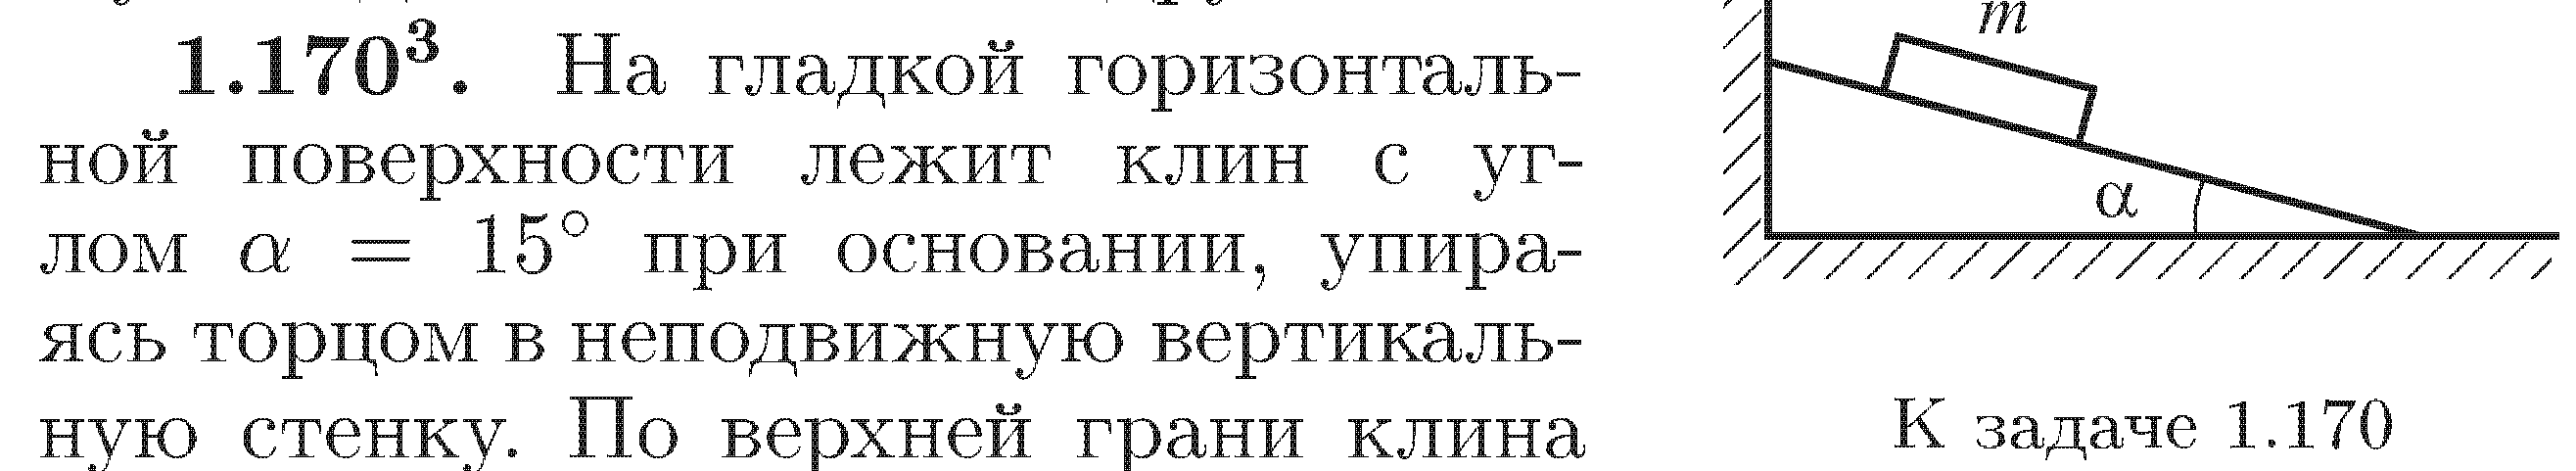 1.170³. На гладкой горизонталь-
ной поверхности лежит клин с уг-
лом α = 15° при основании, упира-
ясь торцом в неподвижную вертикаль-
ную стенку. По верхней грани клина
m
α
К задаче 1.170